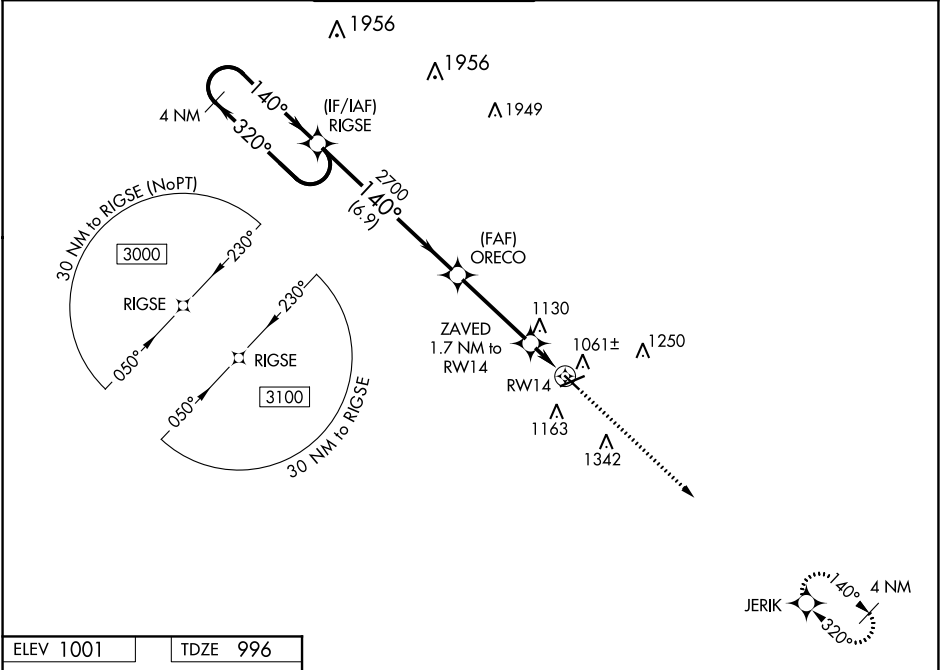 1956
1956
1949
140°
(IF/IAF)
RIGSE
4 NM
320°
2700
140°
(6.9)
30 NM to RIGSE (NoPT)
3000
230°
RIGSE
050°
(FAF)
ORECO
230°
RIGSE
3100
050°
30 NM to RIGSE
ZAVED
1.7 NM to
RW14
1130
1061±
1250
RW14
1163
1342
140°
4 NM
JERIK
320°
ELEV 1001
TDZE 996